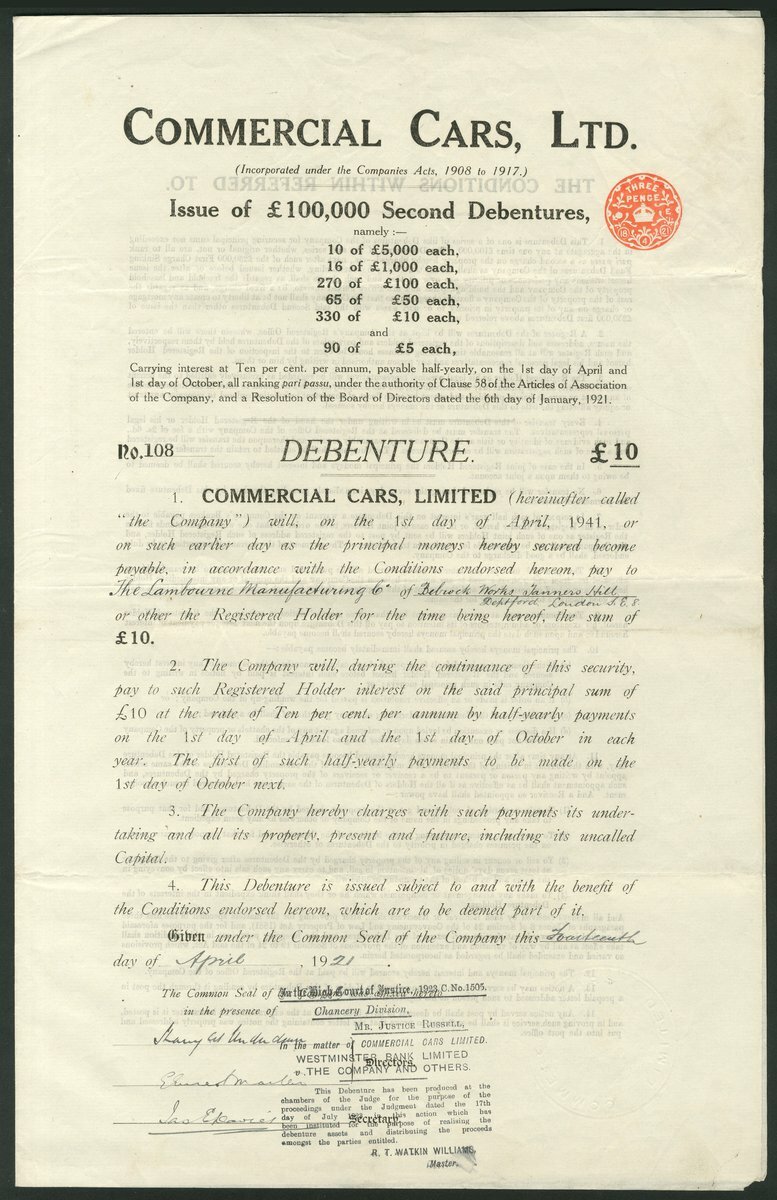 COMMERCIAL CARS, LTD.
(Incorporated under the Companies Acts, 1908 to 1917.)
THREE
PENCE
18 4 21
Issue of £100,000 Second Debentures,
namely :—
10 of £5,000 each,
16 of £1,000 each,
270 of £100 each,
65 of £50 each,
330 of £10 each,
and
90 of £5 each,
Carrying interest at Ten per cent. per annum, payable half-yearly, on the 1st day of April and
1st day of October, all ranking pari passu, under the authority of Clause 58 of the Articles of Association
of the Company, and a Resolution of the Board of Directors dated the 6th day of January, 1921.
No. 108 DEBENTURE. £10
1. COMMERCIAL CARS, LIMITED (hereinafter called
"the Company") will, on the 1st day of April, 1941, or
on such earlier day as the principal moneys hereby secured become
payable, in accordance with the Conditions endorsed hereon, pay to
The Lambourne Manufacturing Co of Works Tanners Hill
Deptford London S.E.8
or other the Registered Holder for the time being hereof, the sum of
£10.
2. The Company will, during the continuance of this security,
pay to such Registered Holder interest on the said principal sum of
£10 at the rate of Ten per cent. per annum by half-yearly payments
on the 1st day of April and the 1st day of October in each
year. The first of such half-yearly payments to be made on the
1st day of October next.
3. The Company hereby charges with such payments its under-
taking and all its property, present and future, including its uncalled
Capital.
4. This Debenture is issued subject to and with the benefit of
the Conditions endorsed hereon, which are to be deemed part of it.
Given under the Common Seal of the Company this Fourteenth
day of April, 1921.
The Common Seal of
in the presence of
In the High Court of Justice, 1923. C. No. 1505.
Chancery Division,
MR. JUSTICE RUSSELL,
In the matter of COMMERCIAL CARS LIMITED.
WESTMINSTER BANK LIMITED
Directors.
v. THE COMPANY AND OTHERS.
This Debenture has been produced at the
chambers of the Judge for the purpose of the
proceedings under the Judgment dated the 17th
day of July 1923 in this action which has
Secretary.
been instituted for the purpose of realising the
debenture assets and distributing the proceeds
amongst the parties entitled.
R. T. WATKIN WILLIAMS,
Master.